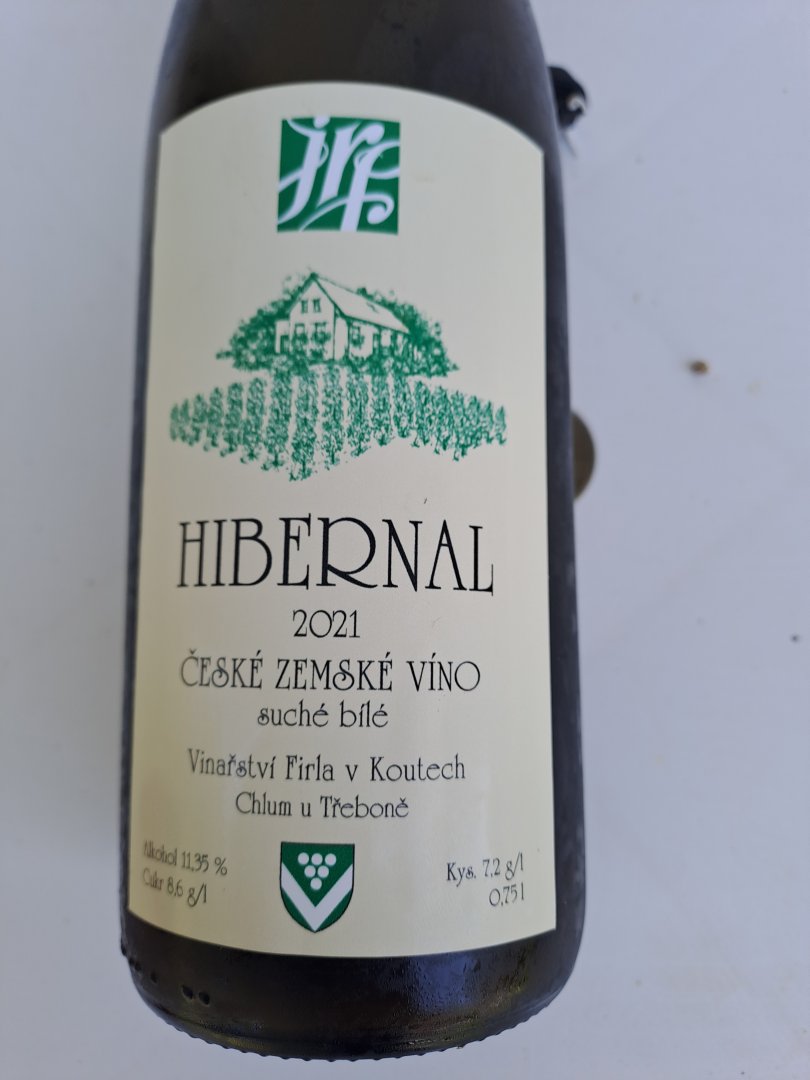 jrf
HIBERNAL
2021
ČESKÉ ZEMSKÉ VÍNO
suché bílé
Vinařství Firla v Koutech
Chlum u Třeboně
Alkohol 11,35 %
Cukr 8,6 g/l
Kys. 7,2 g/l
0,75 l